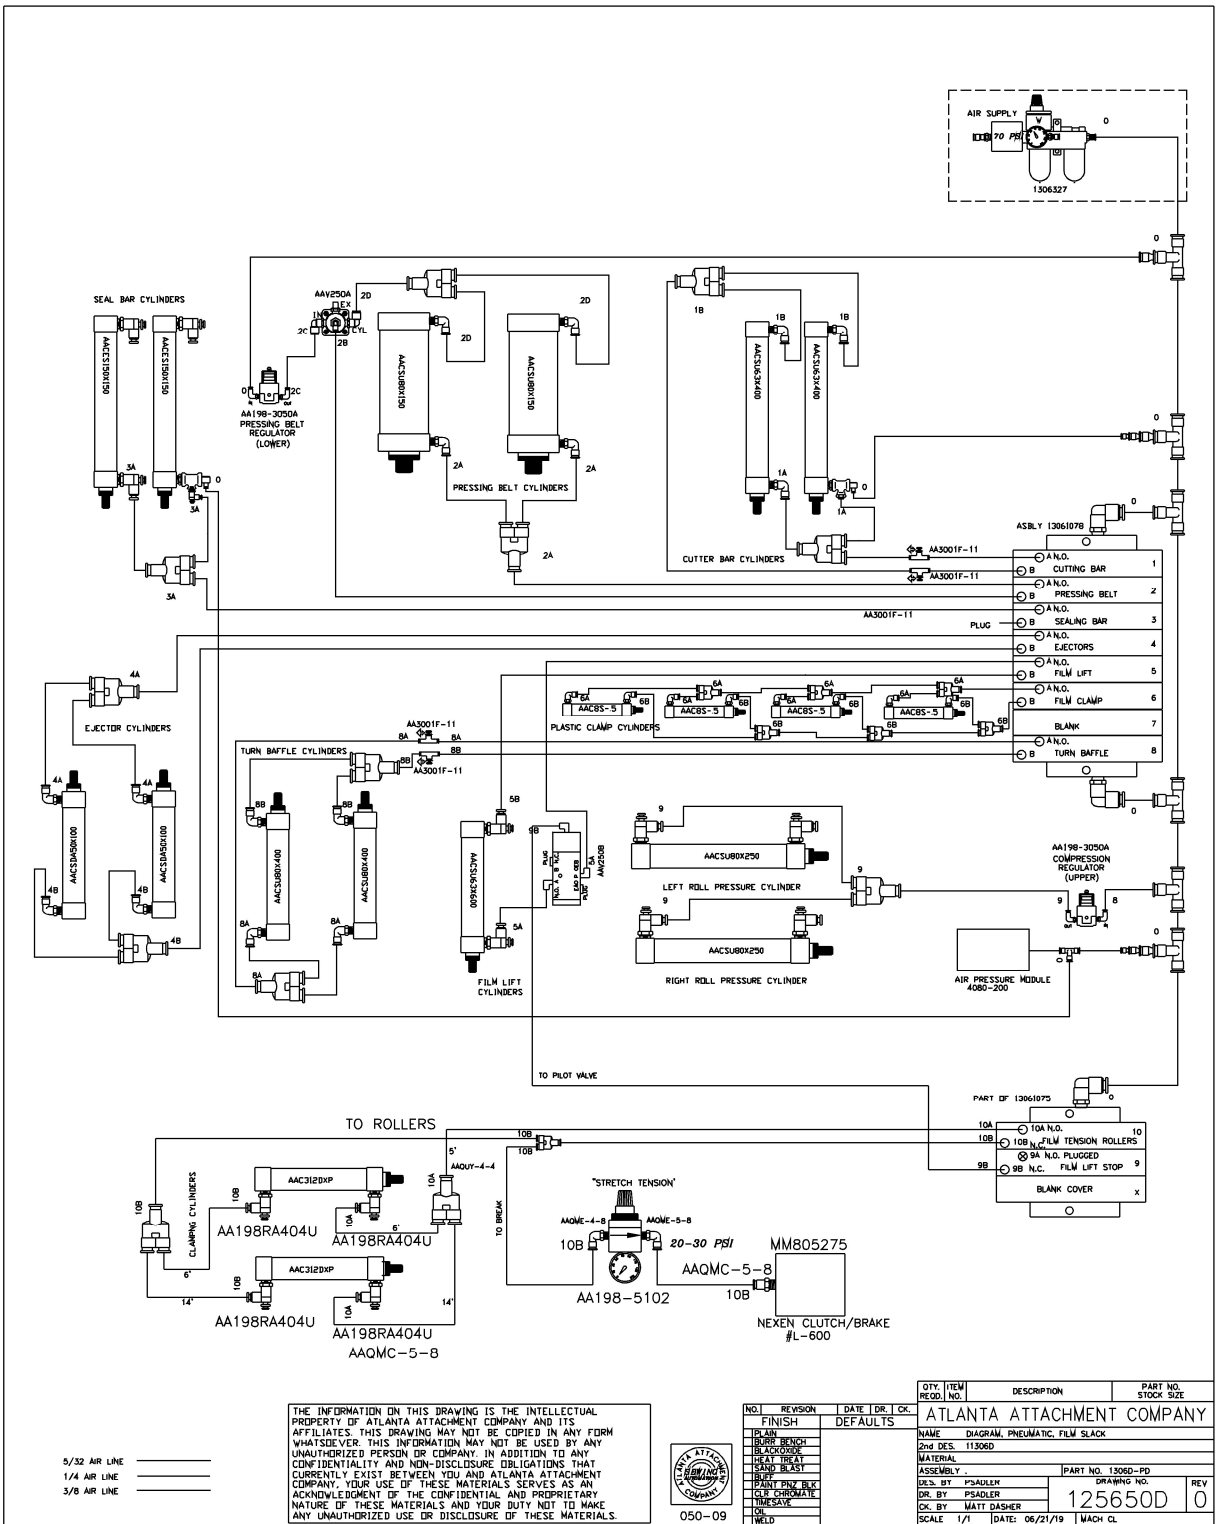 AIR SUPPLY
O
70 PSI
1306327
O
SEAL BAR CYLINDERS
AACES150X150
AACES150X150
3A
O
3A
3A
AAV250A
EX
IN
CYL
2D
2C
2B
O
2C
IN
OUT
AA198-3050A
PRESSING BELT
REGULATOR
(LOWER)
AACSU80X150
AACSU80X150
2D
2D
2A
2A
PRESSING BELT CYLINDERS
2A
1B
1B
1B
AACSU63X400
AACSU63X400
1A
O
1A
CUTTER BAR CYLINDERS
AA3001F-11
AA3001F-11
AA3001F-11
O
O
ASBLY 13061078
A N.O.
B CUTTING BAR 1
A N.O.
B PRESSING BELT 2
A N.O.
PLUG
B SEALING BAR 3
A N.O.
B EJECTORS 4
A N.O.
B FILM LIFT 5
A N.O.
B FILM CLAMP 6
BLANK 7
A N.O.
B TURN BAFFLE 8
O
4A
EJECTOR CYLINDERS
4A
4A
AACSDA50X100
AACSDA50X100
4B
4B
4B
TURN BAFFLE CYLINDERS
AA3001F-11
8A
8A
8B
8B
AA3001F-11
8B
8B
AACSU80X400
AACSU80X400
8A
8A
8A
6A
6A
6A
6A
6A
6A
6A
AAC8S-.5
AAC8S-.5
AAC8S-.5
AAC8S-.5
6B
6B
6B
6B
6B
6B
6B
PLASTIC CLAMP CYLINDERS
5B
AACSU63X600
5A
FILM LIFT
CYLINDERS
9B
PLUG
N.O. A B N.C.
EAO P OEB
PLUG
5A
AAV250B
9
AACSU80X250
LEFT ROLL PRESSURE CYLINDER
9
9
AACSU80X250
RIGHT ROLL PRESSURE CYLINDER
AA198-3050A
COMPRESSION
REGULATOR
(UPPER)
9
8
OUT
IN
AIR PRESSURE MODULE
4080-200
O
O
TO PILOT VALVE
O
PART OF 13061075
10A
10A N.O. 10
10B
10B N.C. FILM TENSION ROLLERS
9A N.O. PLUGGED
9B
9B N.C. FILM LIFT STOP 9
BLANK COVER X
TO ROLLERS
10B
10B
5'
10A
AAQUY-4-4
10B
CLAMPNG CYLINDERS
10B
AAC312DXP
10A
6'
AA198RA404U
AA198RA404U
6'
10B
AAC312DXP
10A
14'
14'
AA198RA404U
AA198RA404U
AAQMC-5-8
TO BREAK
"STRETCH TENSION"
AAQME-4-8
AAQME-5-8
10B
20-30 PSI
AA198-5102
AAQMC-5-8
10B
MM805275
NEXEN CLUTCH/BRAKE
#L-600
5/32 AIR LINE
1/4 AIR LINE
3/8 AIR LINE
THE INFORMATION ON THIS DRAWING IS THE INTELLECTUAL
PROPERTY OF ATLANTA ATTACHMENT COMPANY AND ITS
AFFILIATES. THIS DRAWING MAY NOT BE COPIED IN ANY FORM
WHATSOEVER. THIS INFORMATION MAY NOT BE USED BY ANY
UNAUTHORIZED PERSON OR COMPANY. IN ADDITION TO ANY
CONFIDENTIALITY AND NON-DISCLOSURE OBLIGATIONS THAT
CURRENTLY EXIST BETWEEN YOU AND ATLANTA ATTACHMENT
COMPANY, YOUR USE OF THESE MATERIALS SERVES AS AN
ACKNOWLEDGMENT OF THE CONFIDENTIAL AND PROPRIETARY
NATURE OF THESE MATERIALS AND YOUR DUTY NOT TO MAKE
ANY UNAUTHORIZED USE OR DISCLOSURE OF THESE MATERIALS.
ATLANTA ATTACHMENT
COMPANY
050-09
NO. REVISION DATE DR. CK.
FINISH DEFAULTS
PLAIN
BURR BENCH
BLACKOXIDE
HEAT TREAT
SAND BLAST
BUFF
PAINT PNZ BLK
CLR CHROMATE
TIMESAVE
OIL
WELD
QTY. REQD. ITEM NO. DESCRIPTION PART NO. STOCK SIZE
ATLANTA ATTACHMENT COMPANY
NAME DIAGRAM, PNEUMATIC, FILM SLACK
2nd DES. 11306D
MATERIAL
ASSEMBLY . PART NO. 1306D-PD
DES. BY PSADLER DRAWING NO. REV
DR. BY PSADLER 125650D 0
CK. BY MATT DASHER
SCALE 1/1 DATE: 06/21/19 MACH CL